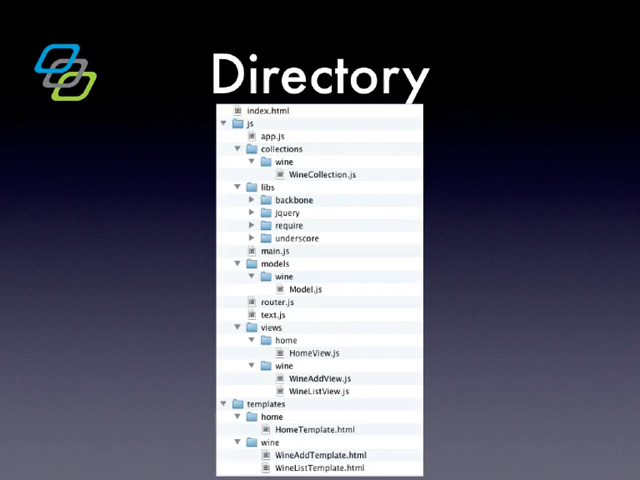 Directory
index.html
js
app.js
collections
wine
WineCollection.js
libs
backbone
jquery
require
underscore
main.js
models
wine
Model.js
router.js
text.js
views
home
HomeView.js
wine
WineAddView.js
WineListView.js
templates
home
HomeTemplate.html
wine
WineAddTemplate.html
WineListTemplate.html